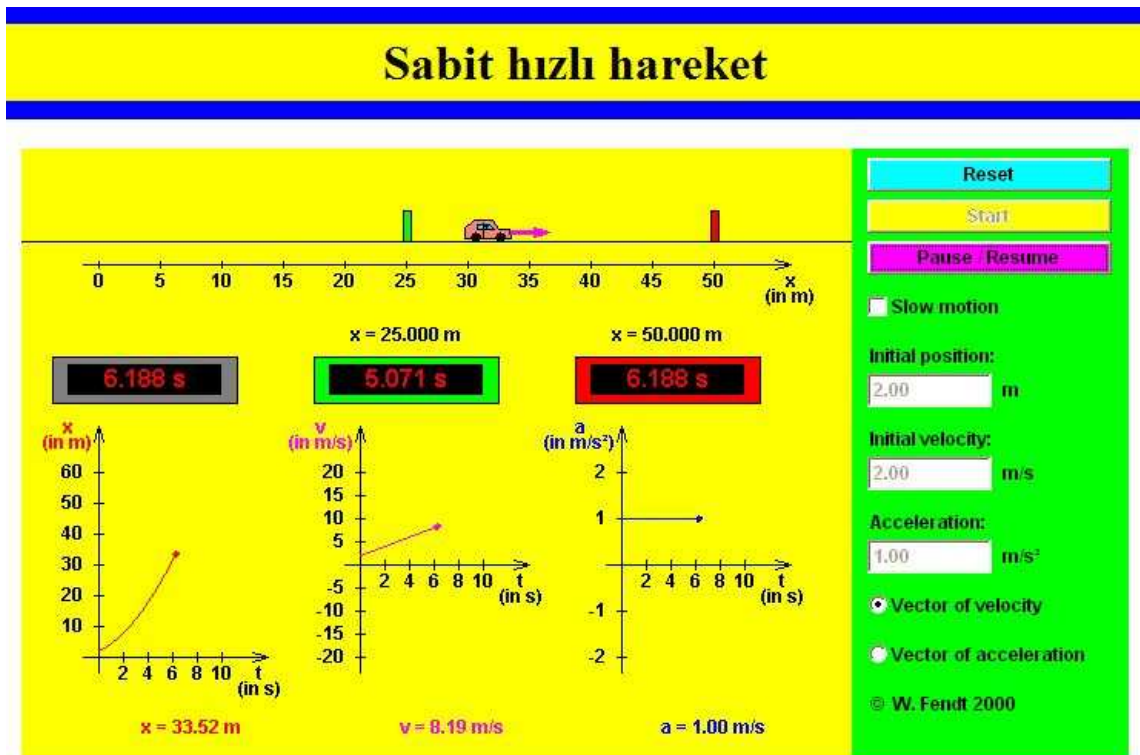 Sabit hızlı hareket
Reset
Start
Pause / Resume
0 5 10 15 20 25 30 35 40 45 50 x
(in m)
Slow motion
x = 25.000 m x = 50.000 m
Initial position:
6.188 s 5.071 s 6.188 s
2.00 m
x
(in m)
60
50
40
30
20
10
2 4 6 8 10 t
(in s)
v
(in m/s)
20
15
10
5
2 4 6 8 10 t
(in s)
-5
-10
-15
-20
a
(in m/s²)
2
1
2 4 6 8 10 t
(in s)
-1
-2
Initial velocity:
2.00 m/s
Acceleration:
1.00 m/s²
Vector of velocity
Vector of acceleration
© W. Fendt 2000
x = 33.52 m v = 8.19 m/s a = 1.00 m/s²